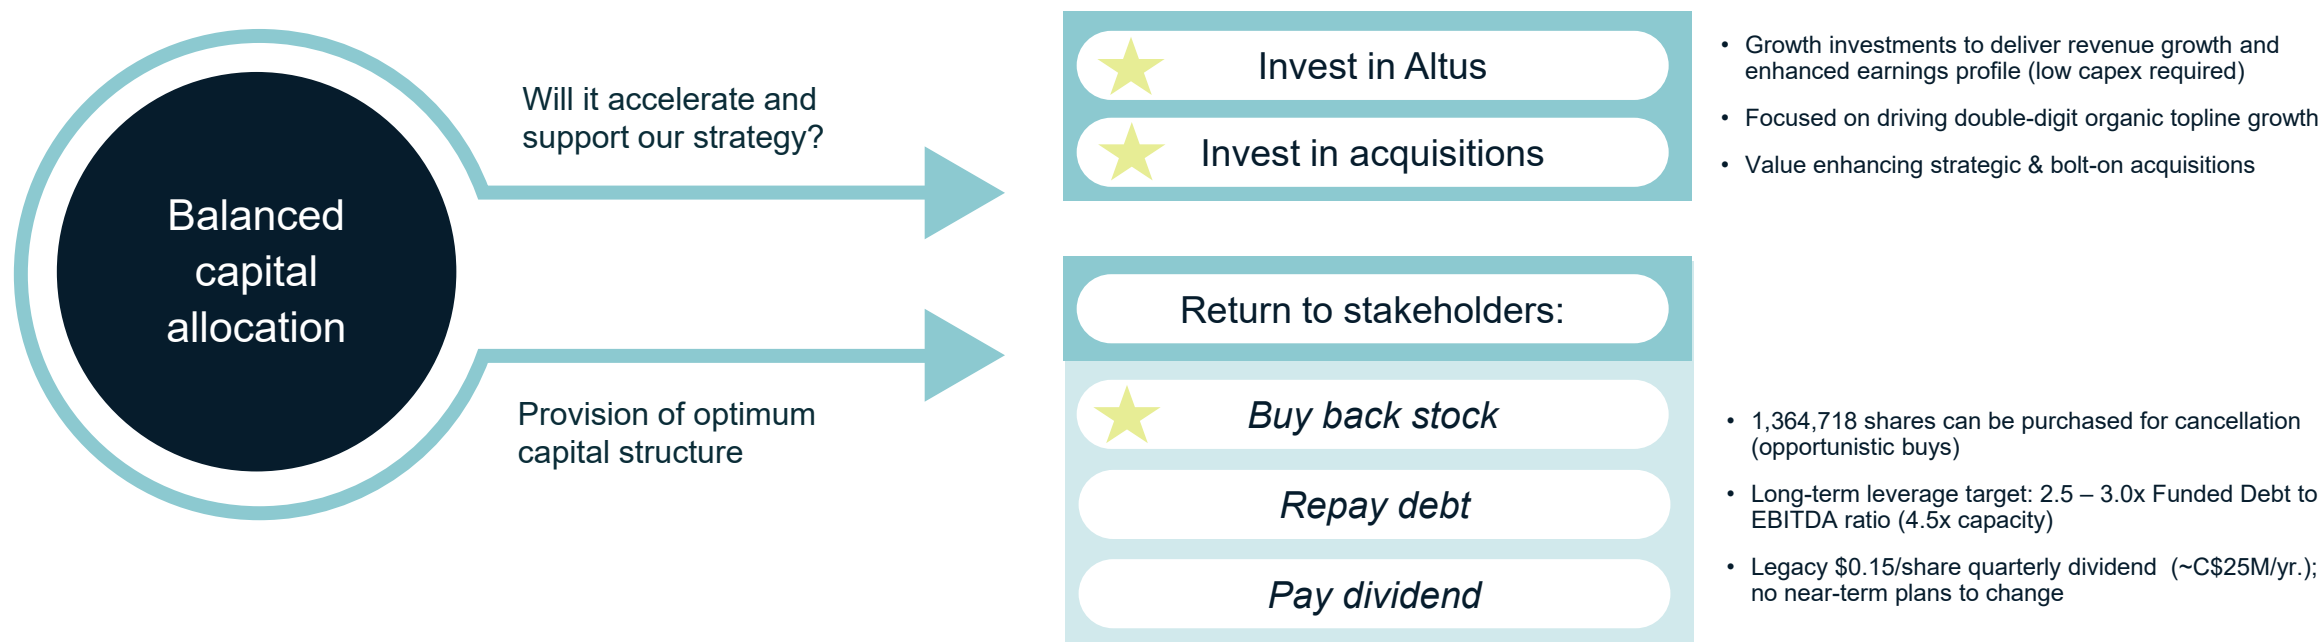 Balanced
capital
allocation
Will it accelerate and
support our strategy?
Provision of optimum
capital structure
Invest in Altus
Invest in acquisitions
• Growth investments to deliver revenue growth and
enhanced earnings profile (low capex required)
• Focused on driving double-digit organic topline growth
• Value enhancing strategic & bolt-on acquisitions
Return to stakeholders:
Buy back stock
Repay debt
Pay dividend
• 1,364,718 shares can be purchased for cancellation
(opportunistic buys)
• Long-term leverage target: 2.5 – 3.0x Funded Debt to
EBITDA ratio (4.5x capacity)
• Legacy $0.15/share quarterly dividend (~C$25M/yr.);
no near-term plans to change